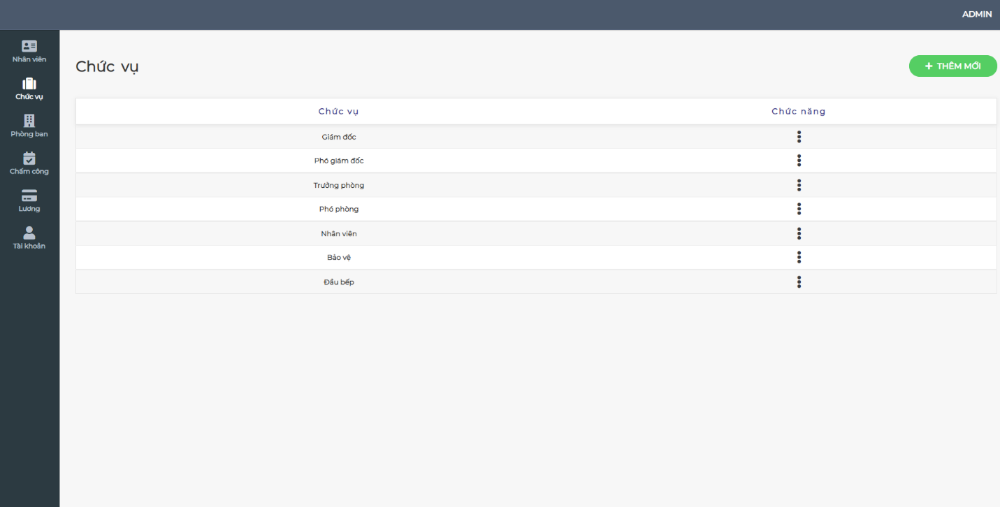 ADMIN
Nhân viên
Chức vụ
Phòng ban
Chấm công
Lương
Tài khoản
Chức vụ
+ THÊM MỚI
Chức vụ Chức năng
Giám đốc
Phó giám đốc
Trưởng phòng
Phó phòng
Nhân viên
Bảo vệ
Đầu bếp